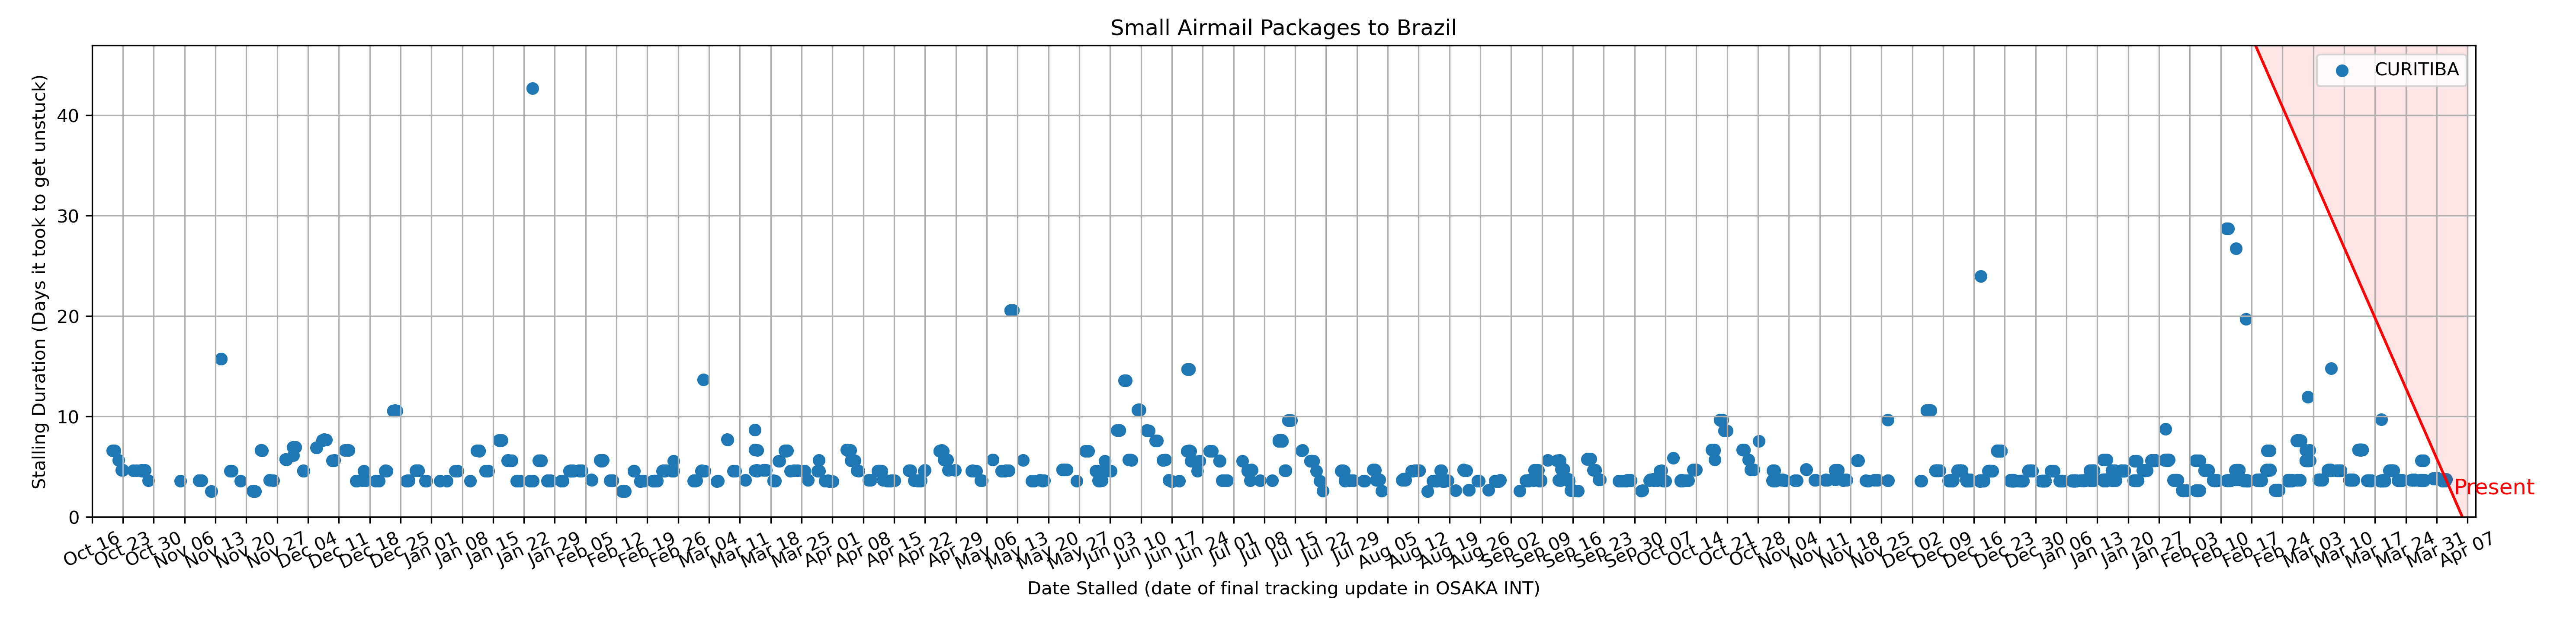 Small Airmail Packages to Brazil
CURITIBA
Stalling Duration (Days it took to get unstuck)
40
30
20
10
0
Present
Oct 16 Oct 23 Oct 30 Nov 06 Nov 13 Nov 20 Nov 27 Dec 04 Dec 11 Dec 18 Dec 25 Jan 01 Jan 08 Jan 15 Jan 22 Jan 29 Feb 05 Feb 12 Feb 19 Feb 26 Mar 04 Mar 11 Mar 18 Mar 25 Apr 01 Apr 08 Apr 15 Apr 22 Apr 29 May 06 May 13 May 20 May 27 Jun 03 Jun 10 Jun 17 Jun 24 Jul 01 Jul 08 Jul 15 Jul 22 Jul 29 Aug 05 Aug 12 Aug 19 Aug 26 Sep 02 Sep 09 Sep 16 Sep 23 Sep 30 Oct 07 Oct 14 Oct 21 Oct 28 Nov 04 Nov 11 Nov 18 Nov 25 Dec 02 Dec 09 Dec 16 Dec 23 Dec 30 Jan 06 Jan 13 Jan 20 Jan 27 Feb 03 Feb 10 Feb 17 Feb 24 Mar 03 Mar 10 Mar 17 Mar 24 Mar 31 Apr 07
Date Stalled (date of final tracking update in OSAKA INT)